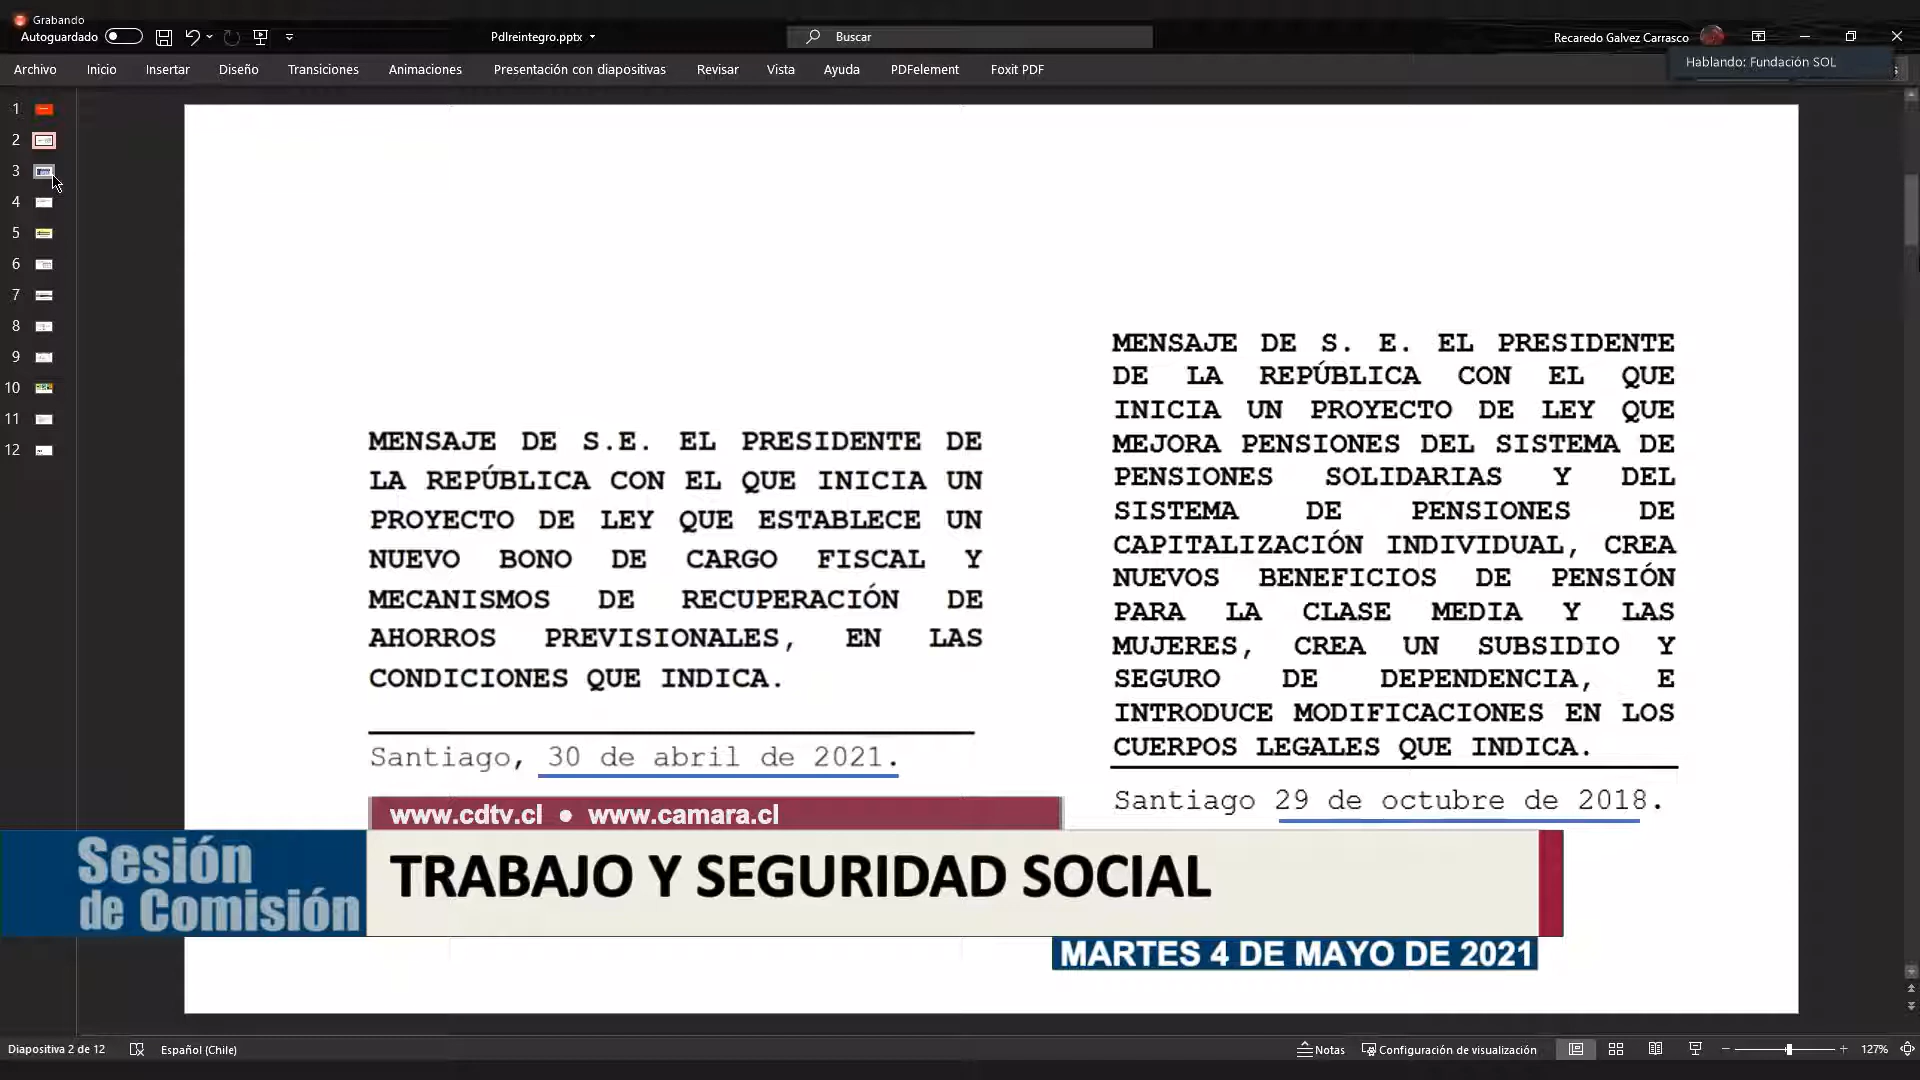 Grabando
Autoguardado
Pdlreintegro.pptx
Buscar
Recaredo Galvez Carrasco
Archivo Inicio Insertar Diseño Transiciones Animaciones Presentación con diapositivas Revisar Vista Ayuda PDFelement Foxit PDF
Hablando: Fundación SOL
1
2
3
4
5
6
7
8
9
10
11
12
MENSAJE DE S.E. EL PRESIDENTE DE
LA REPÚBLICA CON EL QUE INICIA UN
PROYECTO DE LEY QUE ESTABLECE UN
NUEVO BONO DE CARGO FISCAL Y
MECANISMOS DE RECUPERACIÓN DE
AHORROS PREVISIONALES, EN LAS
CONDICIONES QUE INDICA.
Santiago, 30 de abril de 2021.
MENSAJE DE S. E. EL PRESIDENTE
DE LA REPÚBLICA CON EL QUE
INICIA UN PROYECTO DE LEY QUE
MEJORA PENSIONES DEL SISTEMA DE
PENSIONES SOLIDARIAS Y DEL
SISTEMA DE PENSIONES DE
CAPITALIZACIÓN INDIVIDUAL, CREA
NUEVOS BENEFICIOS DE PENSIÓN
PARA LA CLASE MEDIA Y LAS
MUJERES, CREA UN SUBSIDIO Y
SEGURO DE DEPENDENCIA, E
INTRODUCE MODIFICACIONES EN LOS
CUERPOS LEGALES QUE INDICA.
Santiago 29 de octubre de 2018.
www.cdtv.cl • www.camara.cl
Sesión
de Comisión
TRABAJO Y SEGURIDAD SOCIAL
MARTES 4 DE MAYO DE 2021
Diapositiva 2 de 12
Español (Chile)
Notas
Configuración de visualización
127%